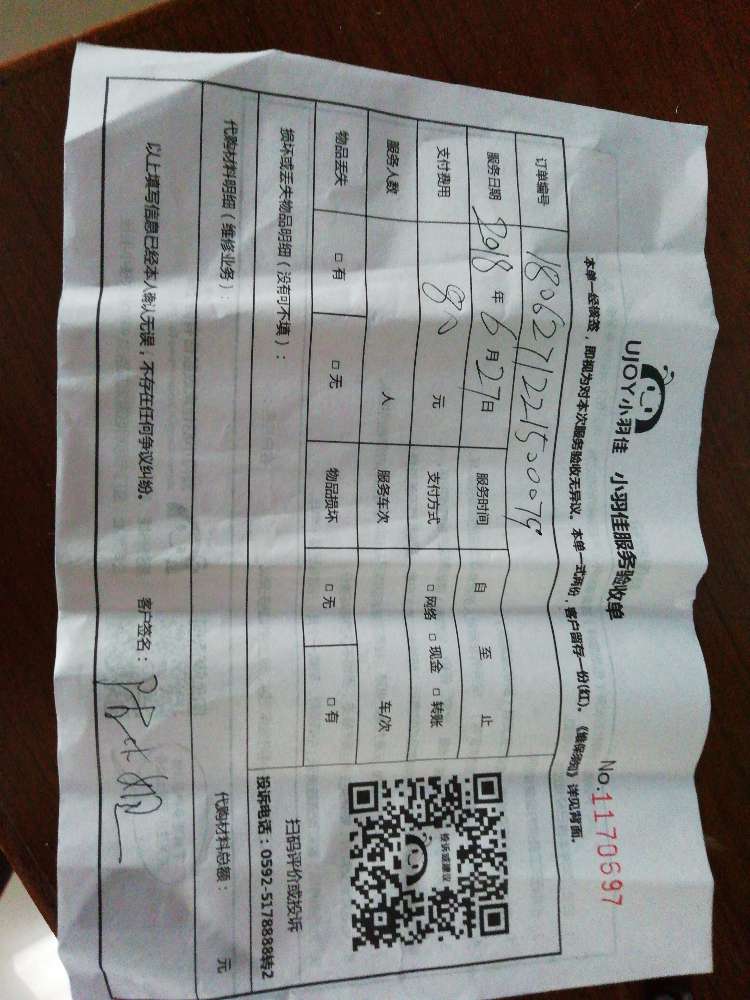 UJOY小羽佳 小羽佳服务验收单
No.1170697
本单一经核签，即视为对本次服务验收无异议。本单一式两份，客户留存一份(红)。《维保须知》详见背面。
订单编号 180627122150007
服务日期 2018 年 6 月 27 日 服务时间 自 至 止
支付费用 元 支付方式 □ 网络 □ 现金 □ 转账
服务人数 人 服务车次 车/次
物品丢失 □ 有 □ 无 物品损坏 □ 无 □ 有
损坏或丢失物品明细（没有可不填）：
代购材料明细（维修业务）： 代购材料总额： 元
以上填写信息已经本人确认无误，不存在任何争议纠纷。 客户签名：
投诉或建议
扫码评价或投诉
投诉电话：0592-5178888转2